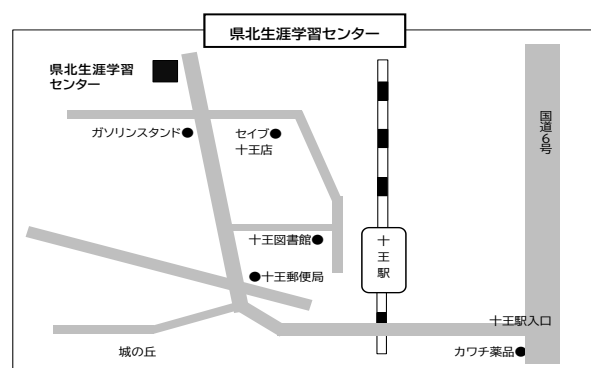 県北生涯学習センター
県北生涯学習
センター
ガソリンスタンド
セイブ
十王店
国道6号
十王図書館
十王駅
十王郵便局
十王駅入口
城の丘
カワチ薬品